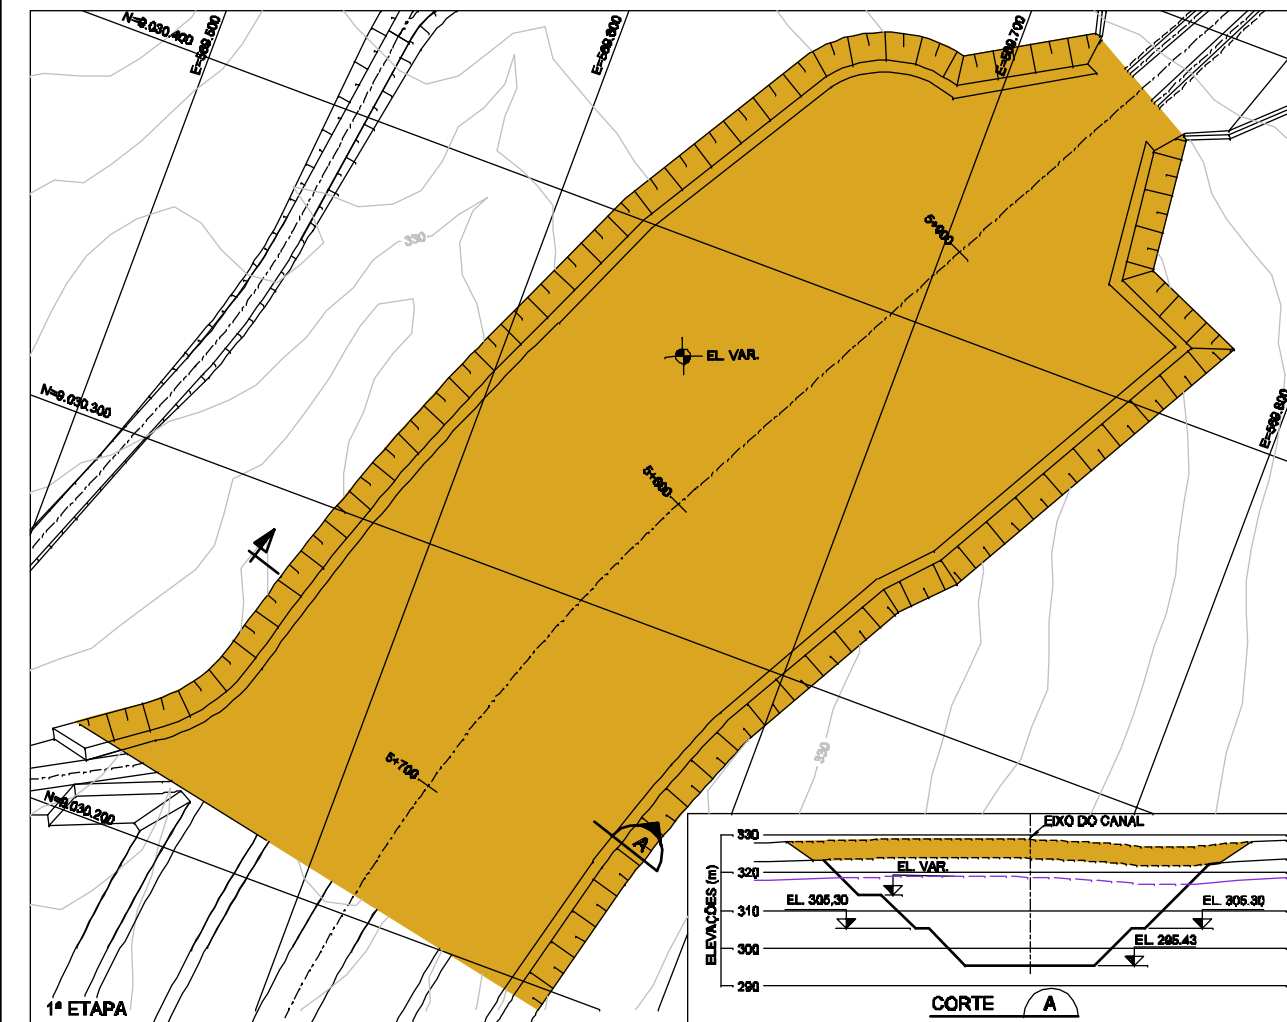 N=9.030.400
E=569.500
E=569.600
E=569.700
330
5+900
EL. VAR.
N=9.030.300
E=569.800
5+800
5+700
330
N=9.030.200
A
1ª ETAPA
EIXO DO CANAL
ELEVAÇÕES (m)
330
320
310
300
290
EL. VAR.
EL. 305,30
EL. 305.30
EL. 295.43
CORTE A